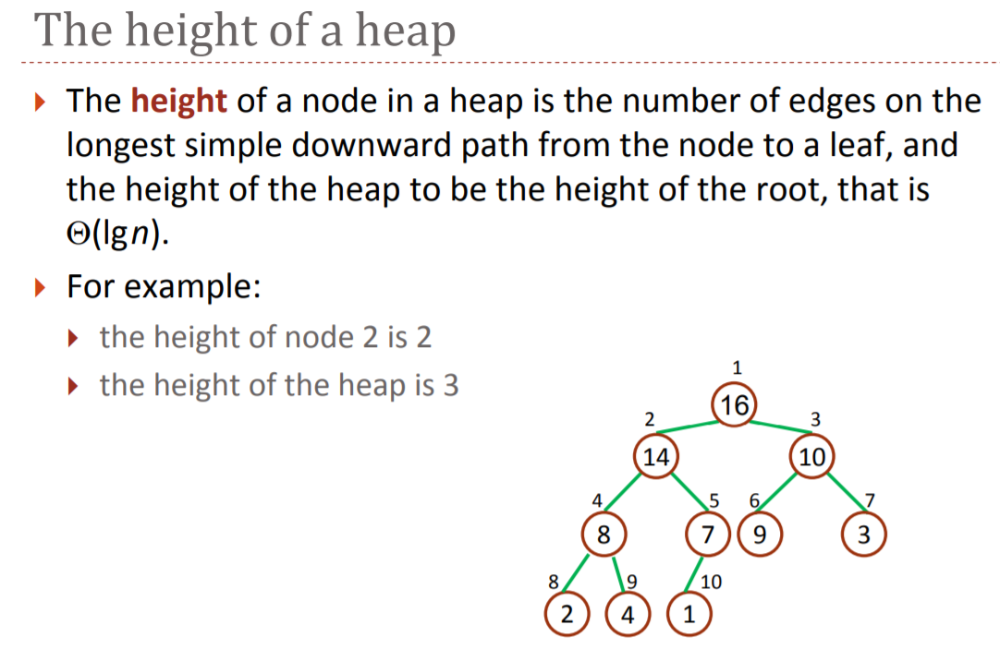 The height of a heap
The height of a node in a heap is the number of edges on the
longest simple downward path from the node to a leaf, and
the height of the heap to be the height of the root, that is
Θ(lgn).
For example:
the height of node 2 is 2
the height of the heap is 3
1
16
2 3
14 10
4 5 6 7
8 7 9 3
8 9 10
2 4 1